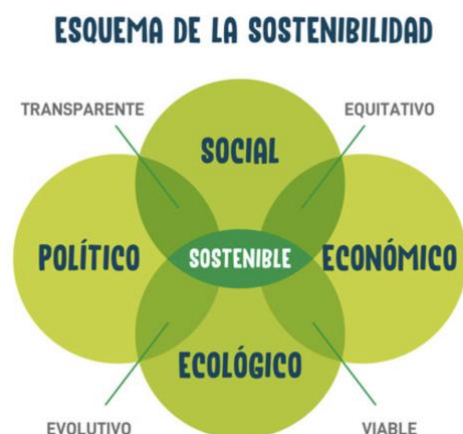 ESQUEMA DE LA SOSTENIBILIDAD
TRANSPARENTE
EQUITATIVO
SOCIAL
POLÍTICO
SOSTENIBLE
ECONÓMICO
ECOLÓGICO
EVOLUTIVO
VIABLE